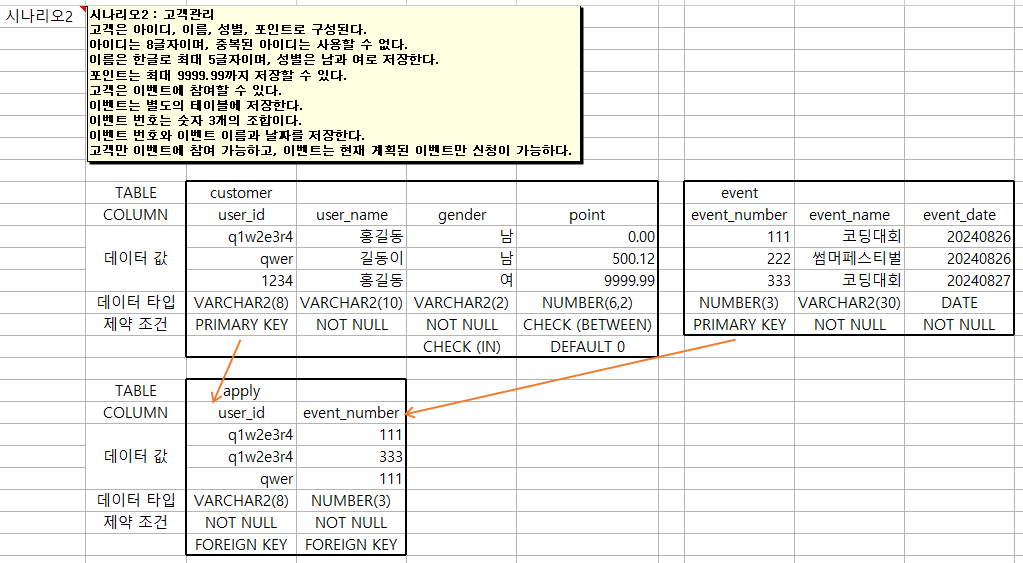 시나리오2
시나리오2 : 고객관리
고객은 아이디, 이름, 성별, 포인트로 구성된다.
아이디는 8글자이며, 중복된 아이디는 사용할 수 없다.
이름은 한글로 최대 5글자이며, 성별은 남과 여로 저장한다.
포인트는 최대 9999.99까지 저장할 수 있다.
고객은 이벤트에 참여할 수 있다.
이벤트는 별도의 테이블에 저장한다.
이벤트 번호는 숫자 3개의 조합이다.
이벤트 번호와 이벤트 이름과 날짜를 저장한다.
고객만 이벤트에 참여 가능하고, 이벤트는 현재 계획된 이벤트만 신청이 가능하다.
TABLE customer event
COLUMN user_id user_name gender point event_number event_name event_date
q1w2e3r4 홍길동 남 0.00 111 코딩대회 20240826
데이터 값 qwer 길동이 남 500.12 222 썸머페스티벌 20240826
1234 홍길동 여 9999.99 333 코딩대회 20240827
데이터 타입 VARCHAR2(8) VARCHAR2(10) VARCHAR2(2) NUMBER(6,2) NUMBER(3) VARCHAR2(30) DATE
제약 조건 PRIMARY KEY NOT NULL NOT NULL CHECK (BETWEEN) PRIMARY KEY NOT NULL NOT NULL
CHECK (IN) DEFAULT 0
TABLE apply
COLUMN user_id event_number
q1w2e3r4 111
데이터 값 q1w2e3r4 333
qwer 111
데이터 타입 VARCHAR2(8) NUMBER(3)
제약 조건 NOT NULL NOT NULL
FOREIGN KEY FOREIGN KEY